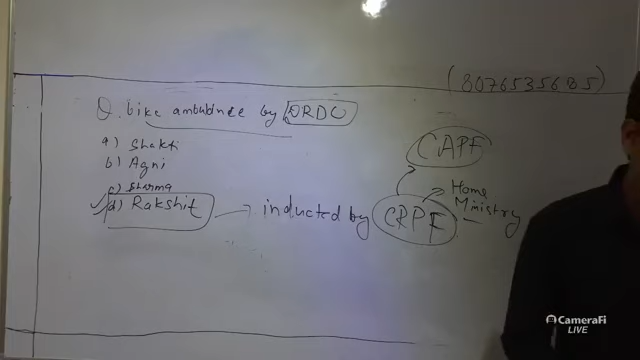 (8076535685)
Q. bike ambulance by DRDO
a) Shakti
b) Agni
c) Sharma
d) Rakshit → inducted by CRPF
CAPF
Home
Ministry
CameraFi
LIVE